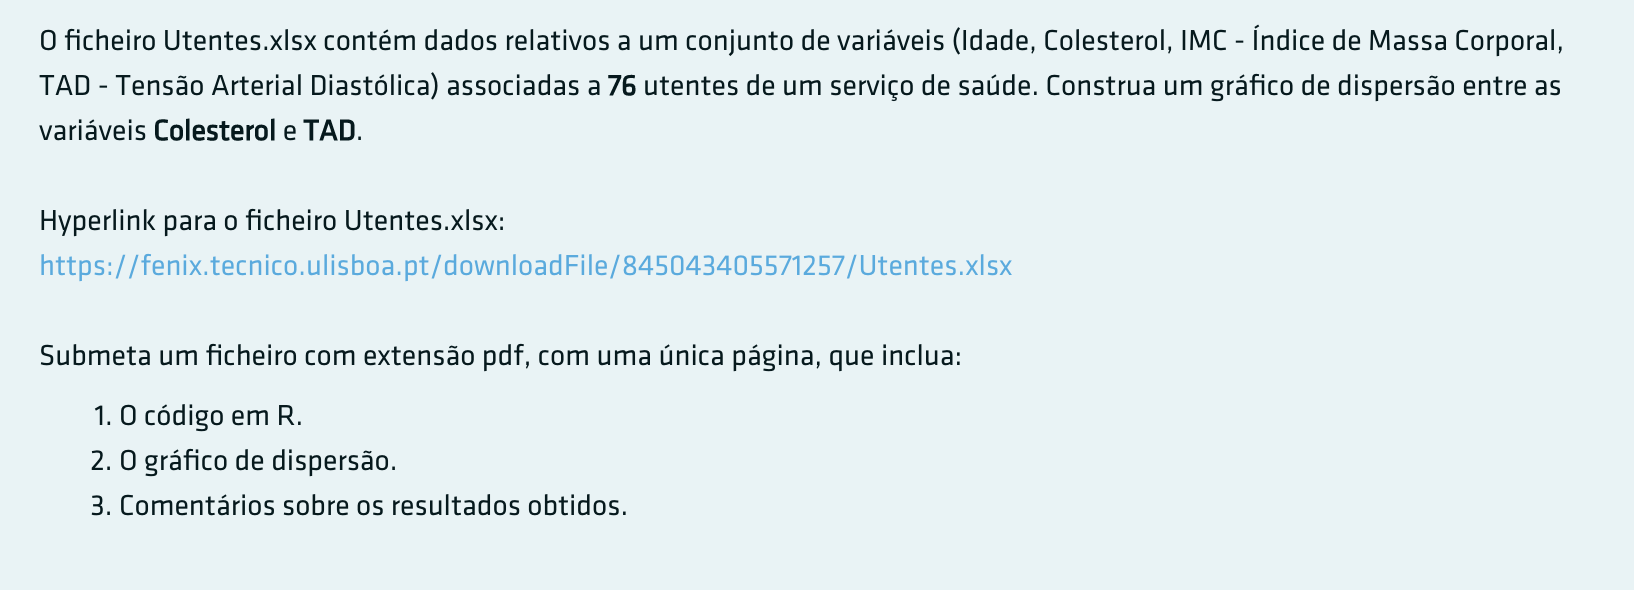 O ficheiro Utentes.xlsx contém dados relativos a um conjunto de variáveis (Idade, Colesterol, IMC - Índice de Massa Corporal,
TAD - Tensão Arterial Diastólica) associadas a 76 utentes de um serviço de saúde. Construa um gráfico de dispersão entre as
variáveis Colesterol e TAD.
Hyperlink para o ficheiro Utentes.xlsx:
https://fenix.tecnico.ulisboa.pt/downloadFile/845043405571257/Utentes.xlsx
Submeta um ficheiro com extensão pdf, com uma única página, que inclua:
1. O código em R.
2. O gráfico de dispersão.
3. Comentários sobre os resultados obtidos.